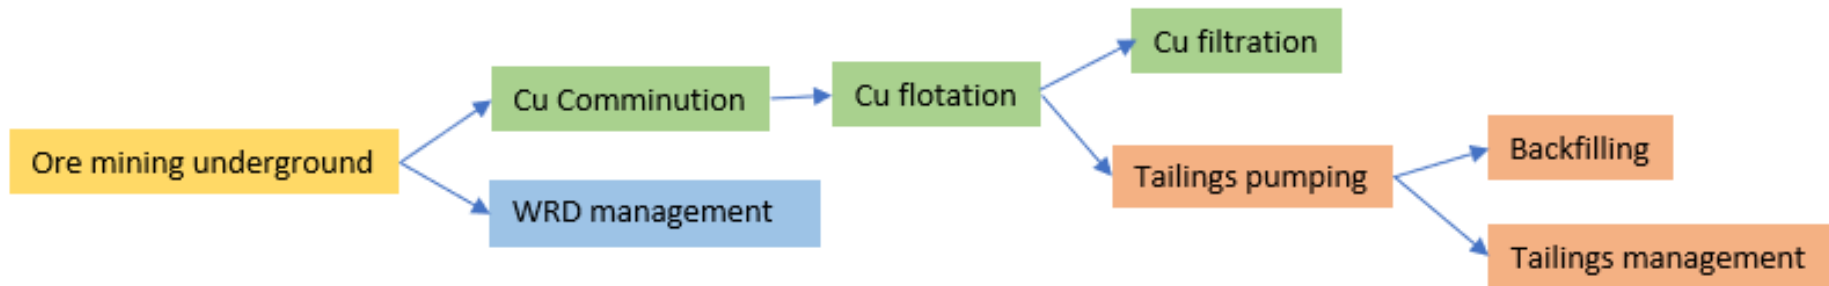 Ore mining underground
Cu Comminution
WRD management
Cu flotation
Cu filtration
Tailings pumping
Backfilling
Tailings management